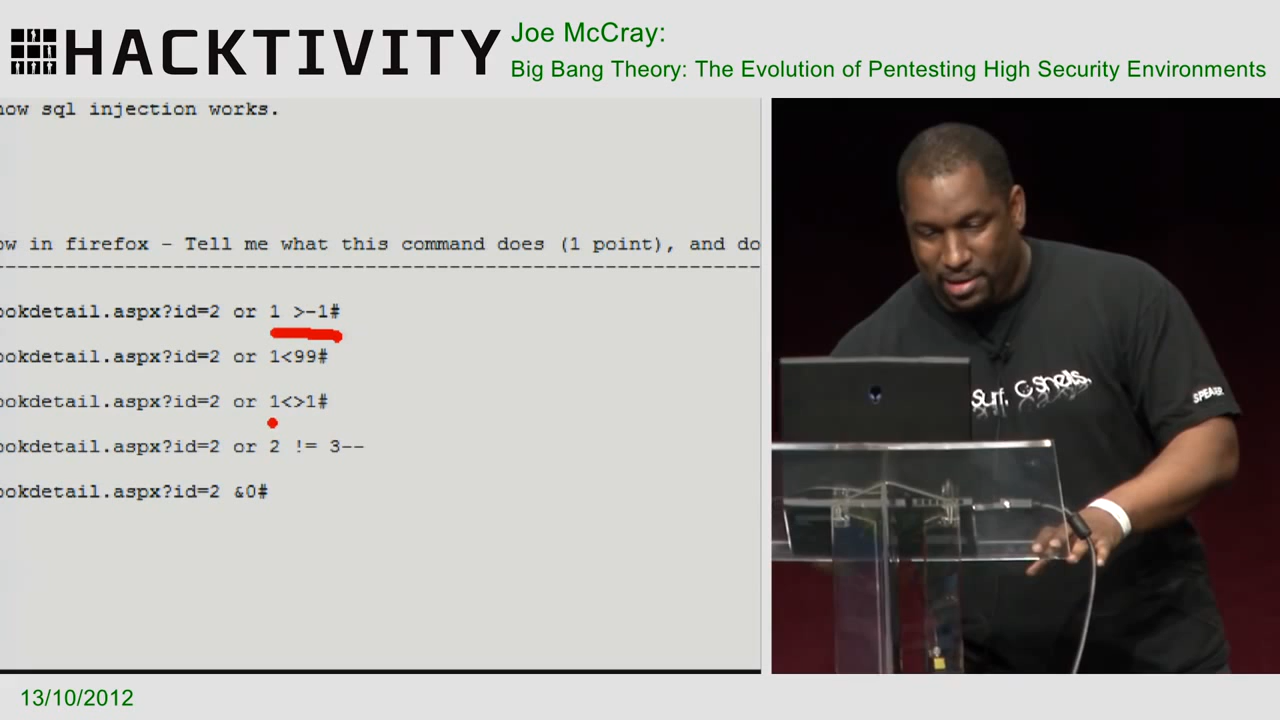 HACKTIVITY
Joe McCray:
Big Bang Theory: The Evolution of Pentesting High Security Environments
how sql injection works.
ow in firefox - Tell me what this command does (1 point), and do
--------------------------------------------------------------
ookdetail.aspx?id=2 or 1 >-1#
ookdetail.aspx?id=2 or 1<99#
ookdetail.aspx?id=2 or 1<>1#
ookdetail.aspx?id=2 or 2 != 3--
ookdetail.aspx?id=2 &0#
surf. shells.
SPEAKER
13/10/2012